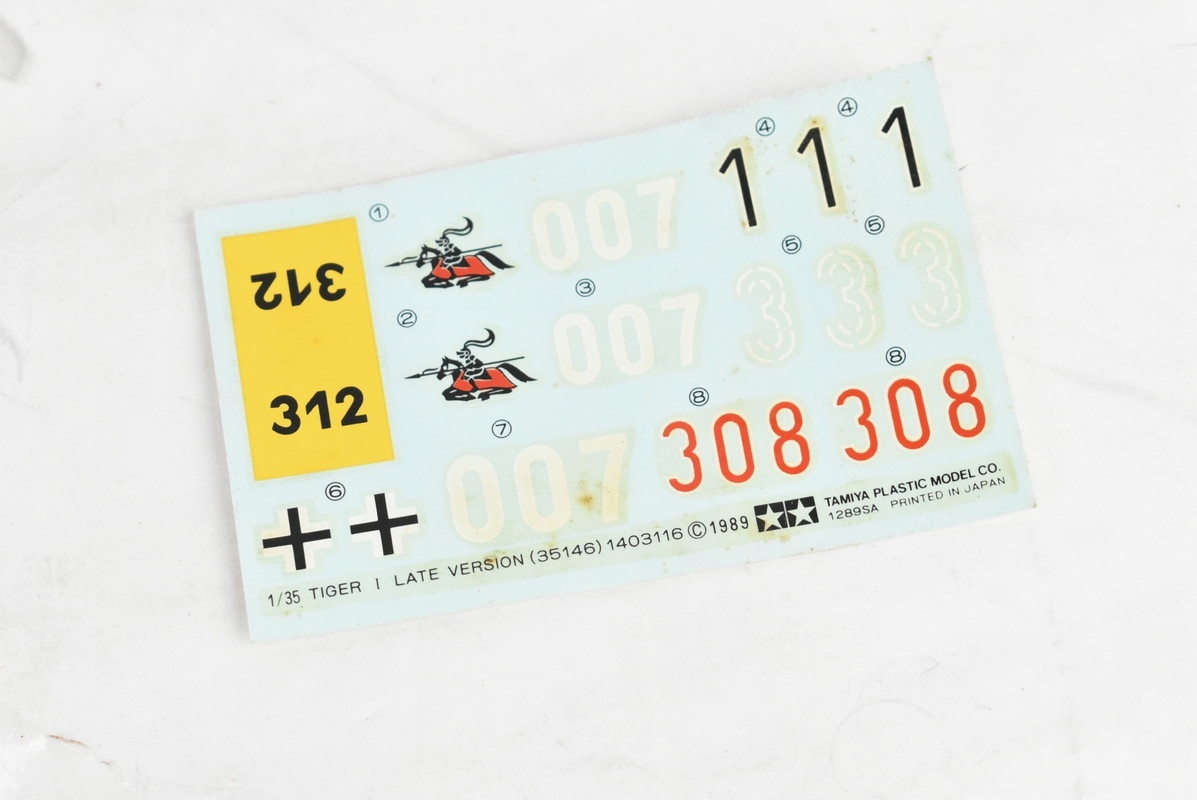 ① 007 ④ 1 ④ 1 1
312
② ③ 007 ⑤ 3 ⑤ 3 3
312
⑦ 007 ⑧ 308 ⑧ 308
⑥
1/35 TIGER I LATE VERSION (35146) 1403116 ©1989
TAMIYA PLASTIC MODEL CO.
1289SA PRINTED IN JAPAN